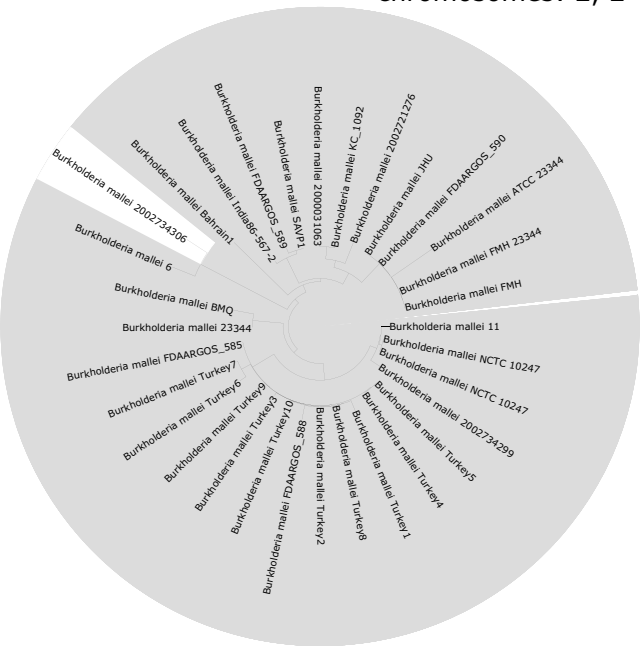 Burkholderia mallei 2002734306
Burkholderia mallei Bahrain1
Burkholderia mallei India86-567-2
Burkholderia mallei FDAARGOS_589
Burkholderia mallei SAVP1
Burkholderia mallei 2000031063
Burkholderia mallei KC_1092
Burkholderia mallei 2002721276
Burkholderia mallei JHU
Burkholderia mallei FDAARGOS_590
Burkholderia mallei ATCC 23344
Burkholderia mallei FMH 23344
Burkholderia mallei FMH
Burkholderia mallei 11
Burkholderia mallei NCTC 10247
Burkholderia mallei NCTC 10247
Burkholderia mallei 2002734299
Burkholderia mallei Turkey5
Burkholderia mallei Turkey4
Burkholderia mallei Turkey1
Burkholderia mallei Turkey8
Burkholderia mallei Turkey2
Burkholderia mallei FDAARGOS_588
Burkholderia mallei Turkey10
Burkholderia mallei Turkey3
Burkholderia mallei Turkey9
Burkholderia mallei Turkey6
Burkholderia mallei Turkey7
Burkholderia mallei FDAARGOS_585
Burkholderia mallei 23344
Burkholderia mallei BMQ
Burkholderia mallei 6